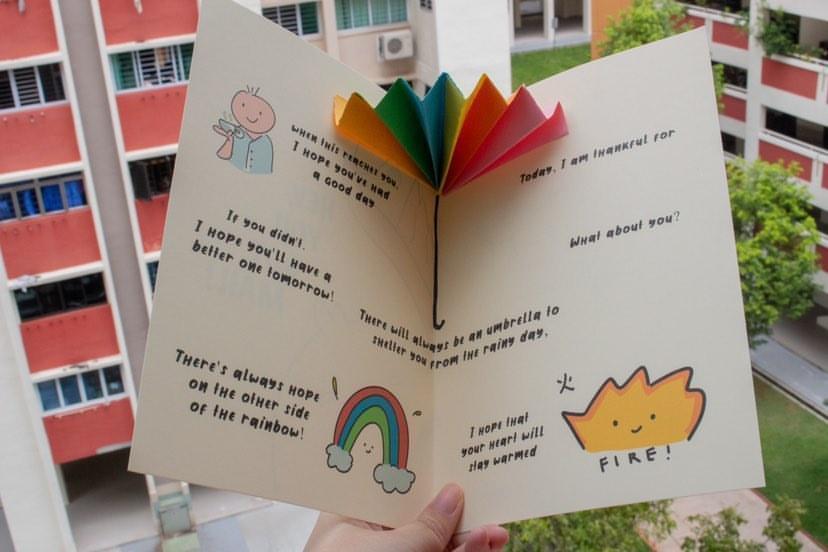 When this reaches you,
I hope you've had
a good day
If you didn't,
I hope you'll have a
better one tomorrow!
There's always hope
on the other side
of the rainbow!
Today, I am thankful for
What about you?
There will always be an umbrella to
shelter you from the rainy day,
I hope that
your heart will
stay warmed
火
FIRE!